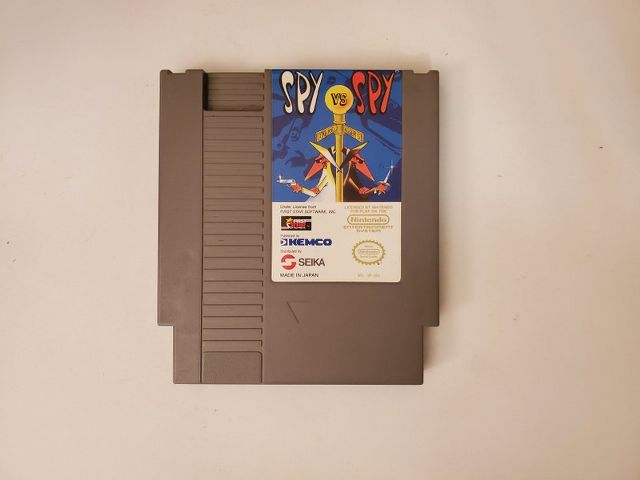 SPY VS SPY
Under License from
FIRST STAR SOFTWARE, INC.
Published by
KEMCO
Distributed by
SEIKA
MADE IN JAPAN
LICENSED BY NINTENDO
FOR PLAY ON THE
Nintendo
ENTERTAINMENT
SYSTEM